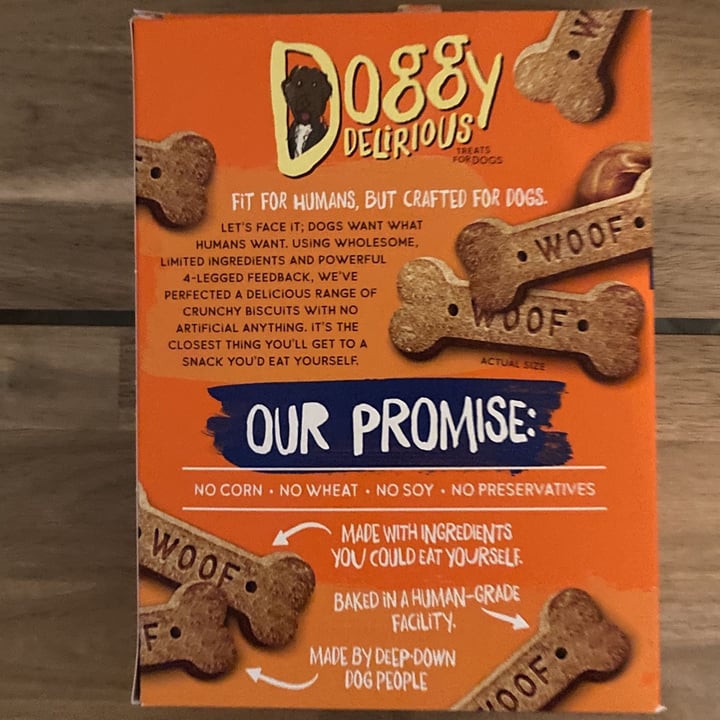 Doggy
DELIRIOUS
TREATS
FOR DOGS
FIT FOR HUMANS, BUT CRAFTED FOR DOGS.
LET'S FACE IT; DOGS WANT WHAT
HUMANS WANT. USING WHOLESOME,
LIMITED INGREDIENTS AND POWERFUL
4-LEGGED FEEDBACK, WE'VE
PERFECTED A DELICIOUS RANGE OF
CRUNCHY BISCUITS WITH NO
ARTIFICIAL ANYTHING. IT'S THE
CLOSEST THING YOU'LL GET TO A
SNACK YOU'D EAT YOURSELF.
W
WOOF
WOOF
ACTUAL SIZE
OUR PROMISE:
NO CORN • NO WHEAT • NO SOY • NO PRESERVATIVES
MADE WITH INGREDIENTS
YOU COULD EAT YOURSELF.
WOOF
BAKED IN A HUMAN-GRADE
FACILITY.
F
MADE BY DEEP-DOWN
DOG PEOPLE
OOF